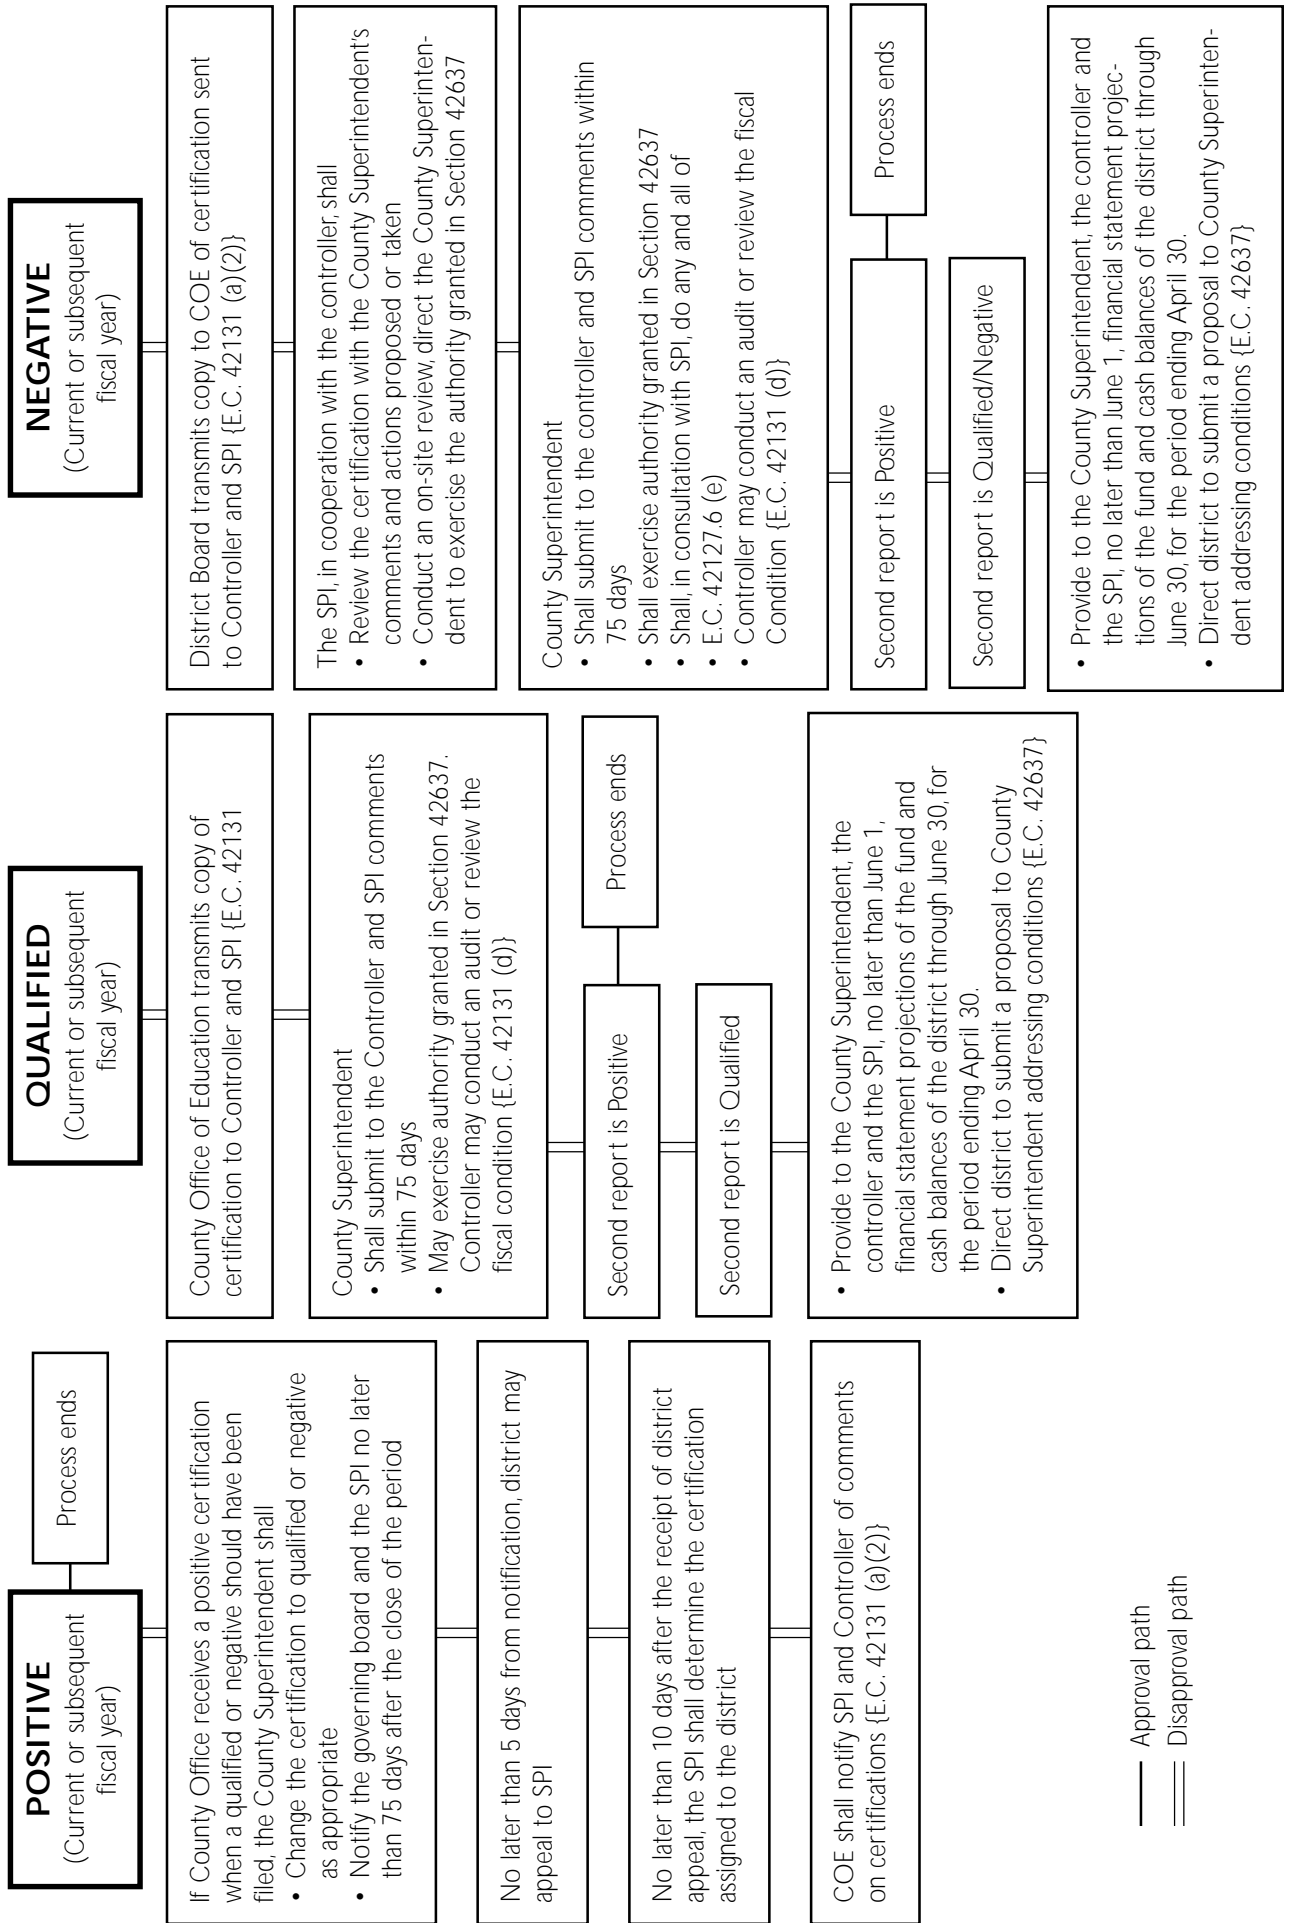 POSITIVE
(Current or subsequent
fiscal year)
Process ends
If County Office receives a positive certification
when a qualified or negative should have been
filed, the County Superintendent shall
• Change the certification to qualified or negative
as appropriate
• Notify the governing board and the SPI no later
than 75 days after the close of the period
No later than 5 days from notification, district may
appeal to SPI
No later than 10 days after the receipt of district
appeal, the SPI shall determine the certification
assigned to the district
COE shall notify SPI and Controller of comments
on certifications {E.C. 42131 (a)(2)}
Approval path
Disapproval path
QUALIFIED
(Current or subsequent
fiscal year)
County Office of Education transmits copy of
certification to Controller and SPI {E.C. 42131
County Superintendent
• Shall submit to the Controller and SPI comments
within 75 days
• May exercise authority granted in Section 42637.
Controller may conduct an audit or review the
fiscal condition {E.C. 42131 (d)}
Second report is Positive
Process ends
Second report is Qualified
• Provide to the County Superintendent, the
controller and the SPI, no later than June 1,
financial statement projections of the fund and
cash balances of the district through June 30, for
the period ending April 30.
• Direct district to submit a proposal to County
Superintendent addressing conditions {E.C. 42637}
NEGATIVE
(Current or subsequent
fiscal year)
District Board transmits copy to COE of certification sent
to Controller and SPI {E.C. 42131 (a)(2)}
The SPI, in cooperation with the controller, shall
• Review the certification with the County Superintendent's
comments and actions proposed or taken
• Conduct an on-site review, direct the County Superinten-
dent to exercise the authority granted in Section 42637
County Superintendent
• Shall submit to the controller and SPI comments within
75 days
• Shall exercise authority granted in Section 42637
• Shall, in consultation with SPI, do any and all of
• E.C. 42127.6 (e)
• Controller may conduct an audit or review the fiscal
Condition {E.C. 42131 (d)}
Second report is Positive
Process ends
Second report is Qualified/Negative
• Provide to the County Superintendent, the controller and
the SPI, no later than June 1, financial statement projec-
tions of the fund and cash balances of the district through
June 30, for the period ending April 30.
• Direct district to submit a proposal to County Superinten-
dent addressing conditions {E.C. 42637}